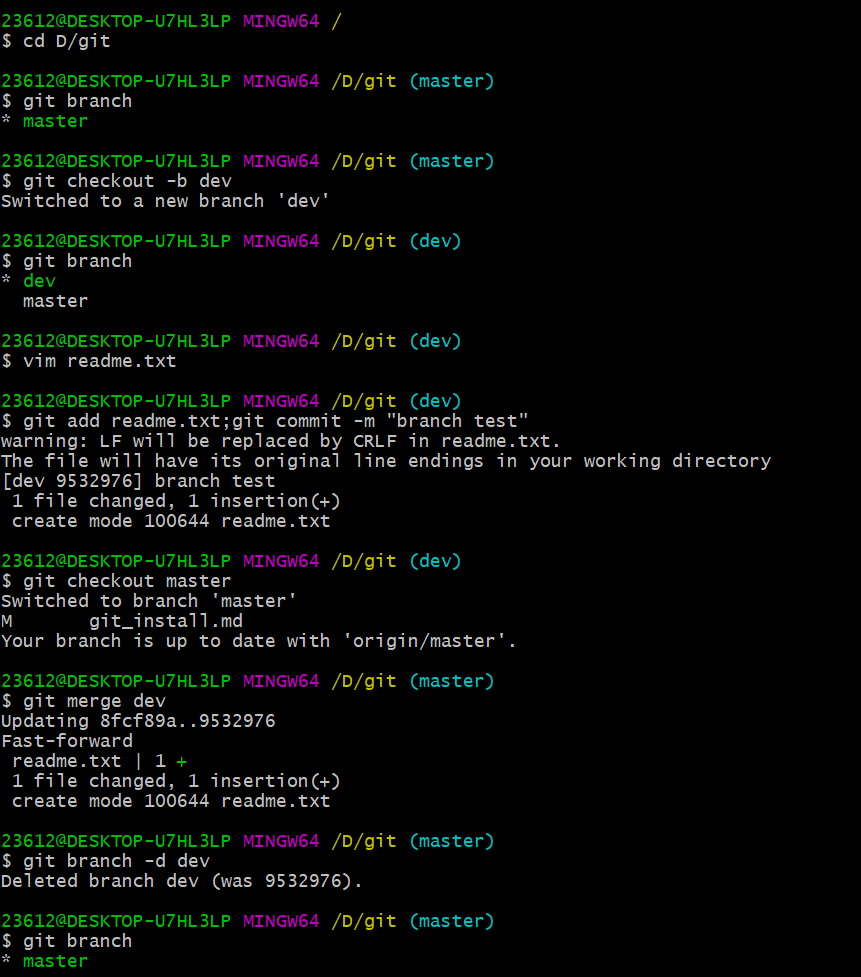 23612@DESKTOP-U7HL3LP MINGW64 /
$ cd D/git

23612@DESKTOP-U7HL3LP MINGW64 /D/git (master)
$ git branch
* master

23612@DESKTOP-U7HL3LP MINGW64 /D/git (master)
$ git checkout -b dev
Switched to a new branch 'dev'

23612@DESKTOP-U7HL3LP MINGW64 /D/git (dev)
$ git branch
* dev
  master

23612@DESKTOP-U7HL3LP MINGW64 /D/git (dev)
$ vim readme.txt

23612@DESKTOP-U7HL3LP MINGW64 /D/git (dev)
$ git add readme.txt;git commit -m "branch test"
warning: LF will be replaced by CRLF in readme.txt.
The file will have its original line endings in your working directory
[dev 9532976] branch test
 1 file changed, 1 insertion(+)
 create mode 100644 readme.txt

23612@DESKTOP-U7HL3LP MINGW64 /D/git (dev)
$ git checkout master
Switched to branch 'master'
M       git_install.md
Your branch is up to date with 'origin/master'.

23612@DESKTOP-U7HL3LP MINGW64 /D/git (master)
$ git merge dev
Updating 8fcf89a..9532976
Fast-forward
 readme.txt | 1 +
 1 file changed, 1 insertion(+)
 create mode 100644 readme.txt

23612@DESKTOP-U7HL3LP MINGW64 /D/git (master)
$ git branch -d dev
Deleted branch dev (was 9532976).

23612@DESKTOP-U7HL3LP MINGW64 /D/git (master)
$ git branch
* master